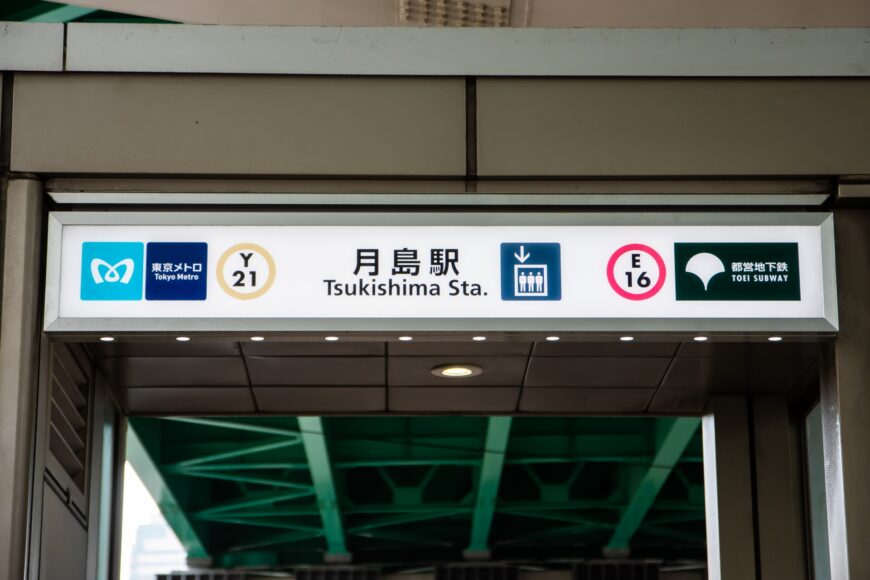 東京メトロ
Tokyo Metro
Y
21
月島駅
Tsukishima Sta.
E
16
都営地下鉄
TOEI SUBWAY